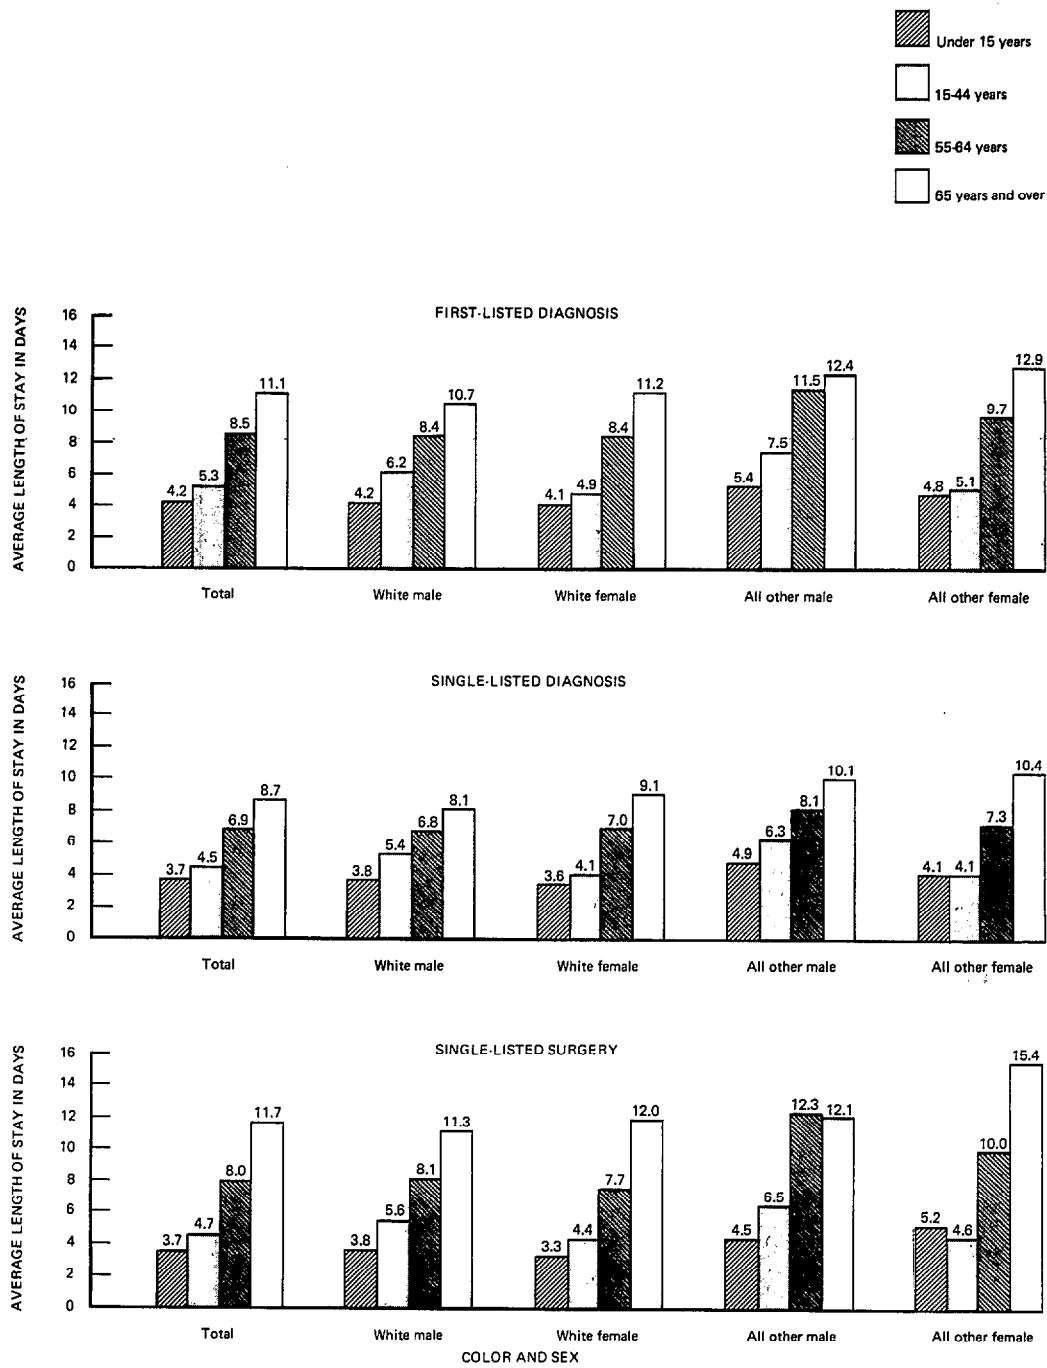 Under 15 years
15-44 years
55-64 years
65 years and over
FIRST-LISTED DIAGNOSIS
AVERAGE LENGTH OF STAY IN DAYS
16
14
12
10
8
6
4
2
0
4.2 5.3 8.5 11.1
4.2 6.2 8.4 10.7
4.1 4.9 8.4 11.2
5.4 7.5 11.5 12.4
4.8 5.1 9.7 12.9
Total White male White female All other male All other female
SINGLE-LISTED DIAGNOSIS
AVERAGE LENGTH OF STAY IN DAYS
16
14
12
10
8
6
4
2
0
3.7 4.5 6.9 8.7
3.8 5.4 6.8 8.1
3.6 4.1 7.0 9.1
4.9 6.3 8.1 10.1
4.1 4.1 7.3 10.4
Total White male White female All other male All other female
SINGLE-LISTED SURGERY
AVERAGE LENGTH OF STAY IN DAYS
16
14
12
10
8
6
4
2
0
3.7 4.7 8.0 11.7
3.8 5.6 8.1 11.3
3.3 4.4 7.7 12.0
4.5 6.5 12.3 12.1
5.2 4.6 10.0 15.4
Total White male White female All other male All other female
COLOR AND SEX